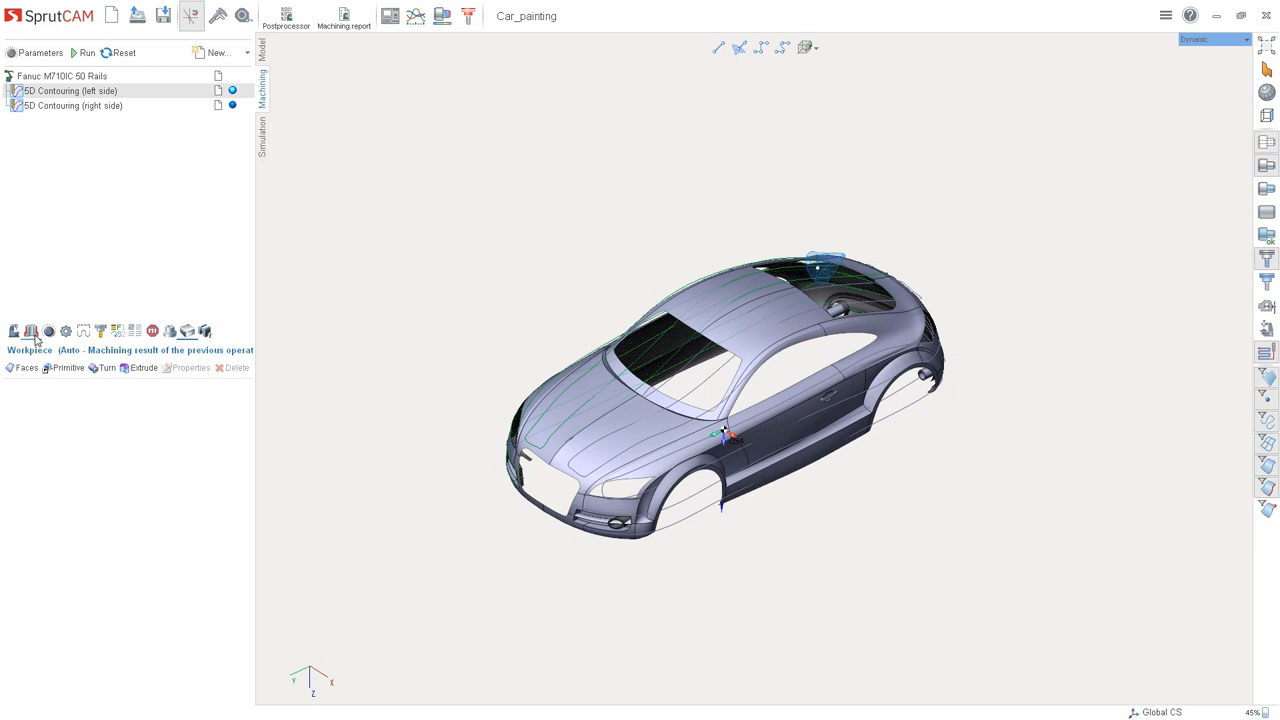 SprutCAM
Postprocessor
Machining report
Car_painting
Parameters
Run
Reset
New...
Dynamic
Model
Machining
Simulation
Fanuc M710IC 50 Rails
5D Contouring (left side)
5D Contouring (right side)
Workpiece (Auto - Machining result of the previous operat
Faces
Primitive
Turn
Extrude
Properties
Delete
G54
Y
X
Z
Global CS
45%